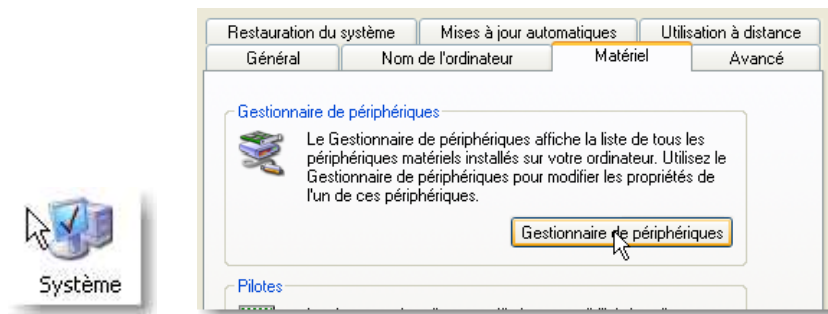 Système
Restauration du système
Mises à jour automatiques
Utilisation à distance
Général
Nom de l'ordinateur
Matériel
Avancé
Gestionnaire de périphériques
Le Gestionnaire de périphériques affiche la liste de tous les
périphériques matériels installés sur votre ordinateur. Utilisez le
Gestionnaire de périphériques pour modifier les propriétés de
l'un de ces périphériques.
Gestionnaire de périphériques
Pilotes